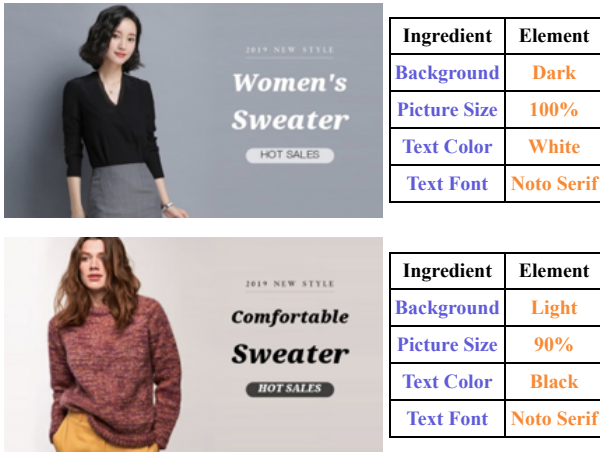 2019 NEW STYLE
Women's
Sweater
HOT SALES
Ingredient Element
Background Dark
Picture Size 100%
Text Color White
Text Font Noto Serif
2019 NEW STYLE
Comfortable
Sweater
HOT SALES
Ingredient Element
Background Light
Picture Size 90%
Text Color Black
Text Font Noto Serif